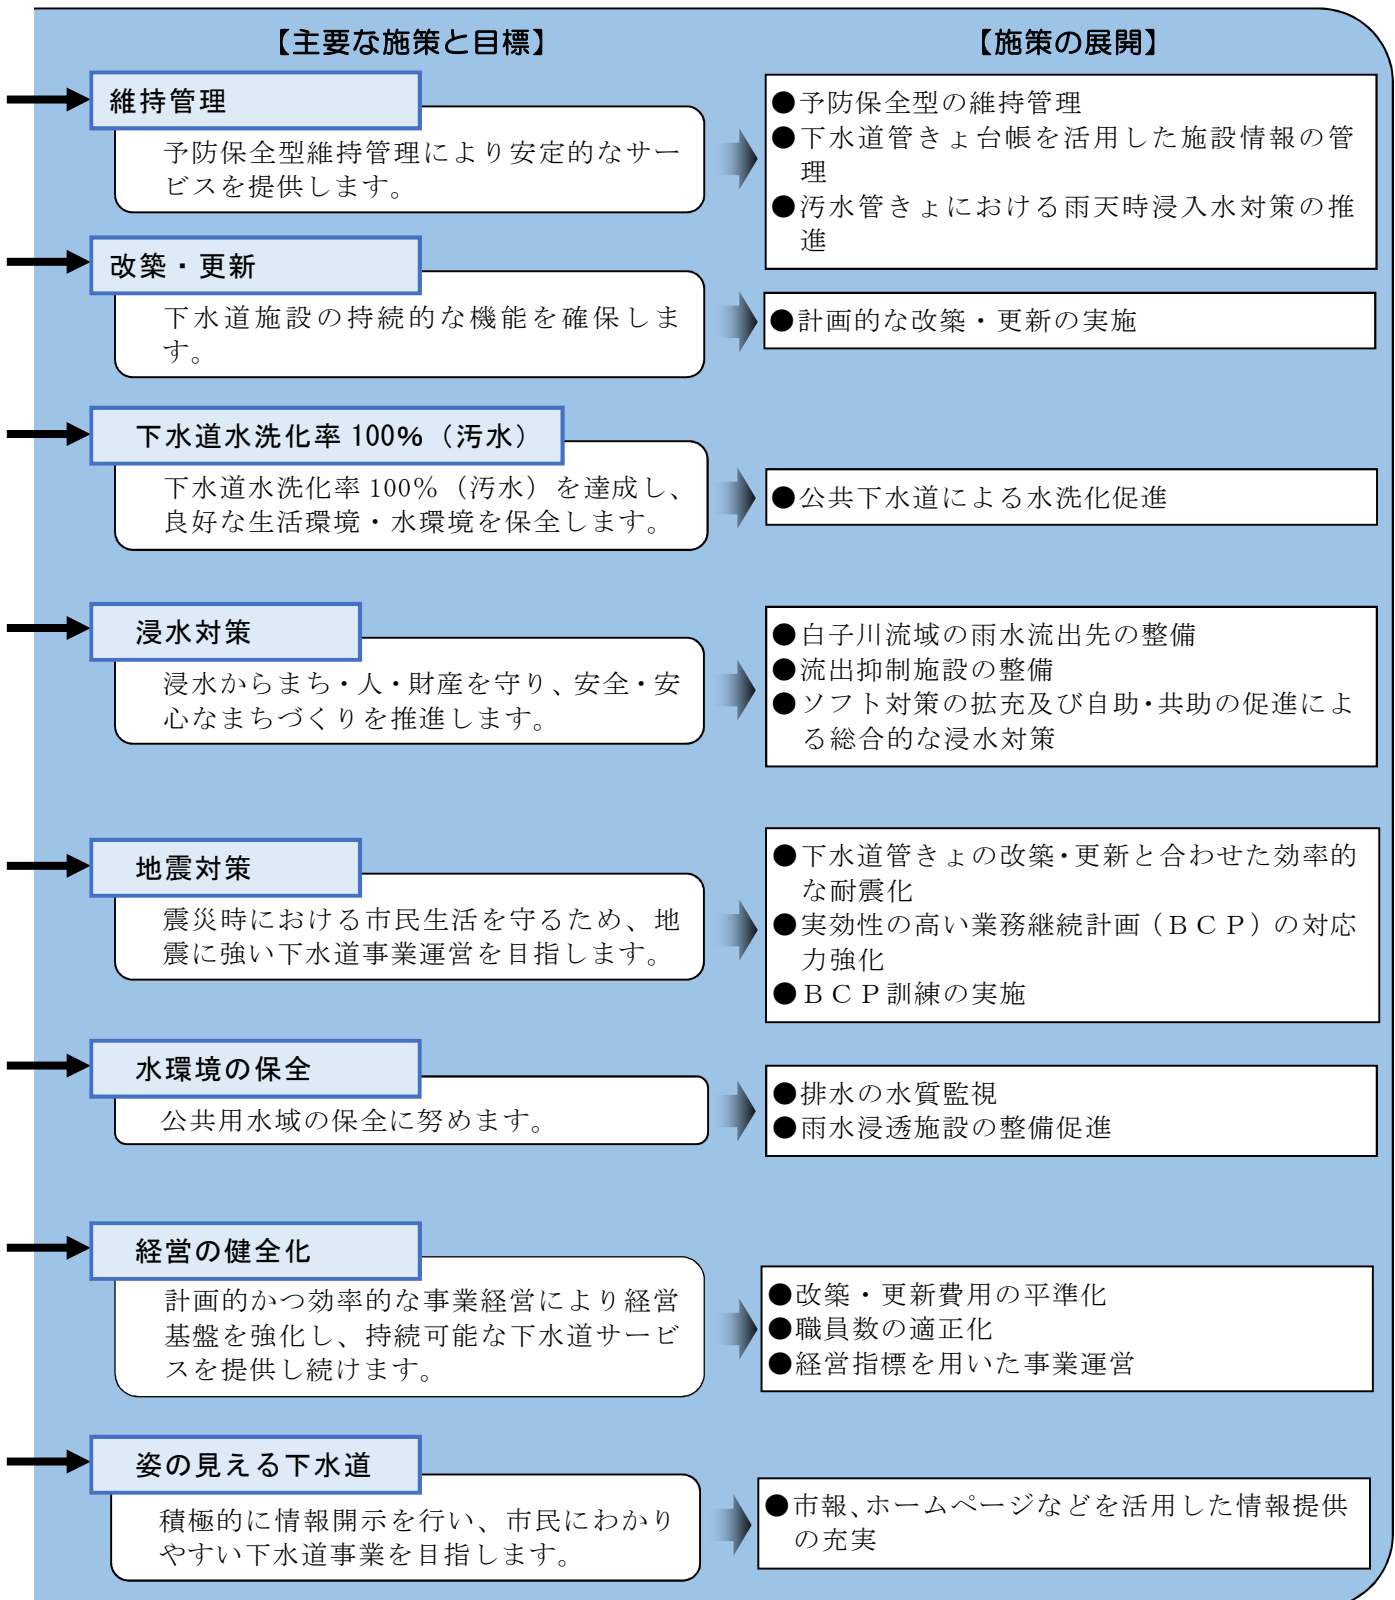 【主要な施策と目標】
【施策の展開】
維持管理
予防保全型維持管理により安定的なサー
ビスを提供します。
●予防保全型の維持管理
●下水道管きょ台帳を活用した施設情報の管
理
●汚水管きょにおける雨天時浸入水対策の推
進
改築・更新
下水道施設の持続的な機能を確保しま
す。
●計画的な改築・更新の実施
下水道水洗化率 100%（汚水）
下水道水洗化率 100％（汚水）を達成し、
良好な生活環境・水環境を保全します。
●公共下水道による水洗化促進
浸水対策
浸水からまち・人・財産を守り、安全・安
心なまちづくりを推進します。
●白子川流域の雨水流出先の整備
●流出抑制施設の整備
●ソフト対策の拡充及び自助・共助の促進によ
る総合的な浸水対策
地震対策
震災時における市民生活を守るため、地
震に強い下水道事業運営を目指します。
●下水道管きょの改築・更新と合わせた効率的
な耐震化
●実効性の高い業務継続計画（ＢＣＰ）の対応
力強化
●ＢＣＰ訓練の実施
水環境の保全
公共用水域の保全に努めます。
●排水の水質監視
●雨水浸透施設の整備促進
経営の健全化
計画的かつ効率的な事業経営により経営
基盤を強化し、持続可能な下水道サービ
スを提供し続けます。
●改築・更新費用の平準化
●職員数の適正化
●経営指標を用いた事業運営
姿の見える下水道
積極的に情報開示を行い、市民にわかり
やすい下水道事業を目指します。
●市報、ホームページなどを活用した情報提供
の充実